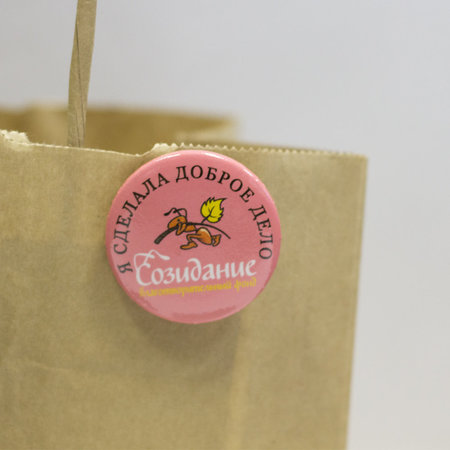 Я СДЕЛАЛА ДОБРОЕ ДЕЛО
Созидание
благотворительный фонд